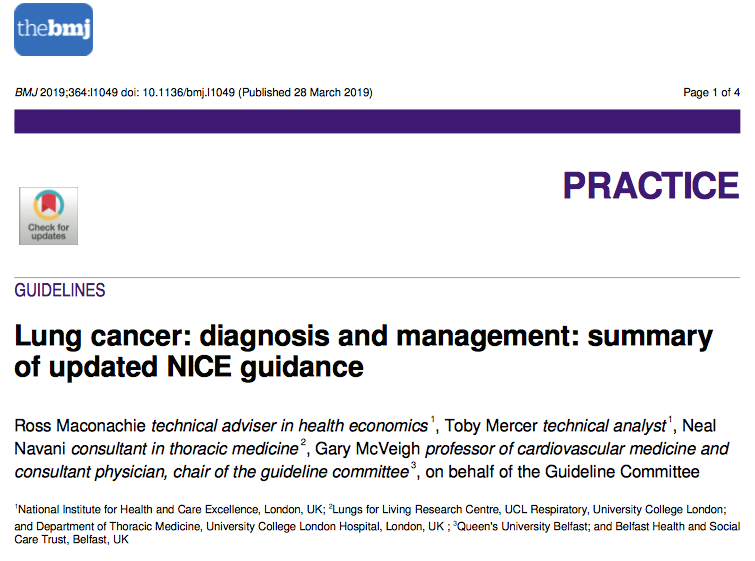 thebmj
BMJ 2019;364:l1049 doi: 10.1136/bmj.l1049 (Published 28 March 2019) Page 1 of 4
PRACTICE
Check for
updates
GUIDELINES
Lung cancer: diagnosis and management: summary
of updated NICE guidance
Ross Maconachie technical adviser in health economics 1, Toby Mercer technical analyst 1, Neal
Navani consultant in thoracic medicine 2, Gary McVeigh professor of cardiovascular medicine and
consultant physician, chair of the guideline committee 3, on behalf of the Guideline Committee
1National Institute for Health and Care Excellence, London, UK; 2Lungs for Living Research Centre, UCL Respiratory, University College London;
and Department of Thoracic Medicine, University College London Hospital, London, UK ; 3Queen's University Belfast; and Belfast Health and Social
Care Trust, Belfast, UK